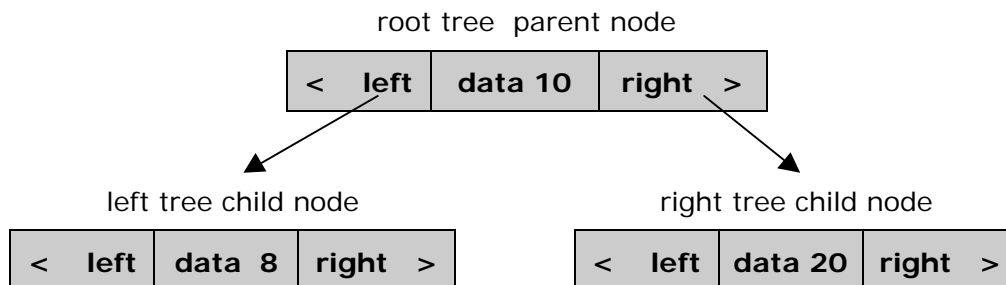 root tree parent node
< left data 10 right >
left tree child node right tree child node
< left data 8 right > < left data 20 right >